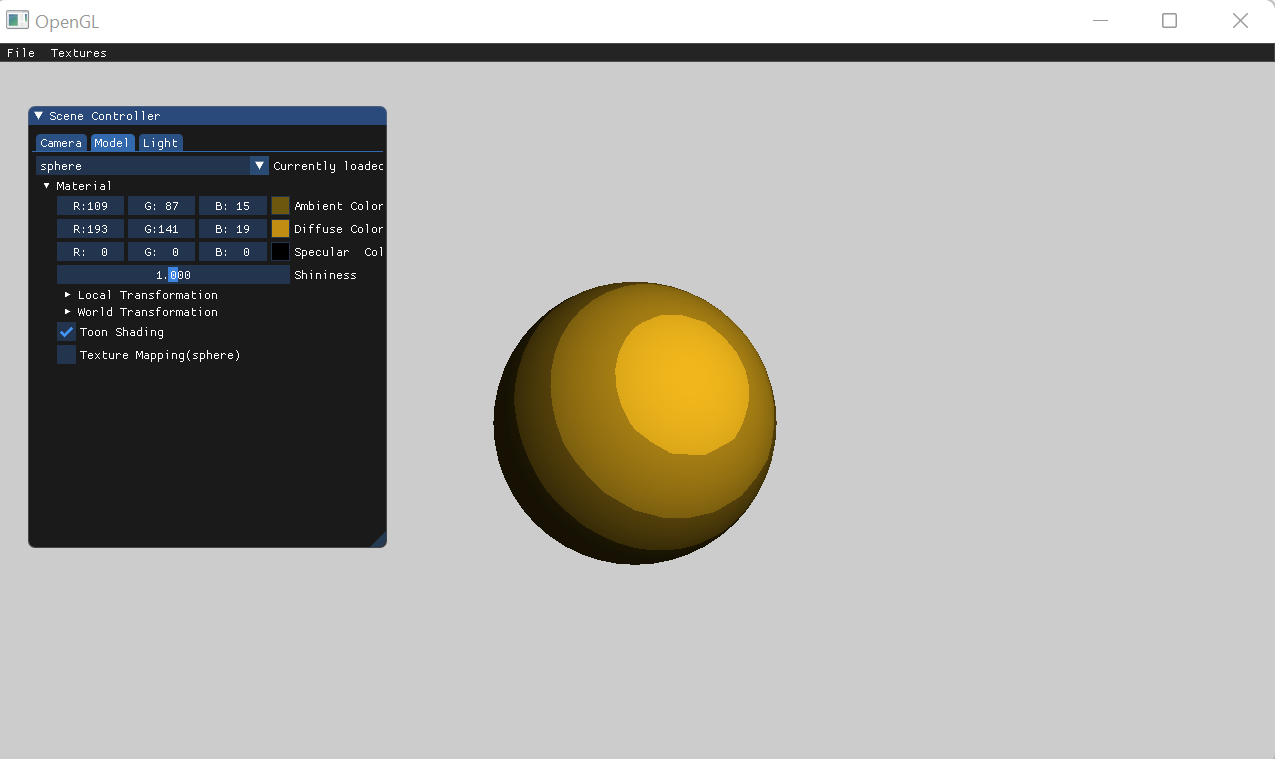 OpenGL
File Textures
Scene Controller
Camera Model Light
sphere Currently loaded
Material
R:109 G: 87 B: 15 Ambient Color
R:193 G:141 B: 19 Diffuse Color
R: 0 G: 0 B: 0 Specular Col
1.000 Shininess
Local Transformation
World Transformation
Toon Shading
Texture Mapping(sphere)